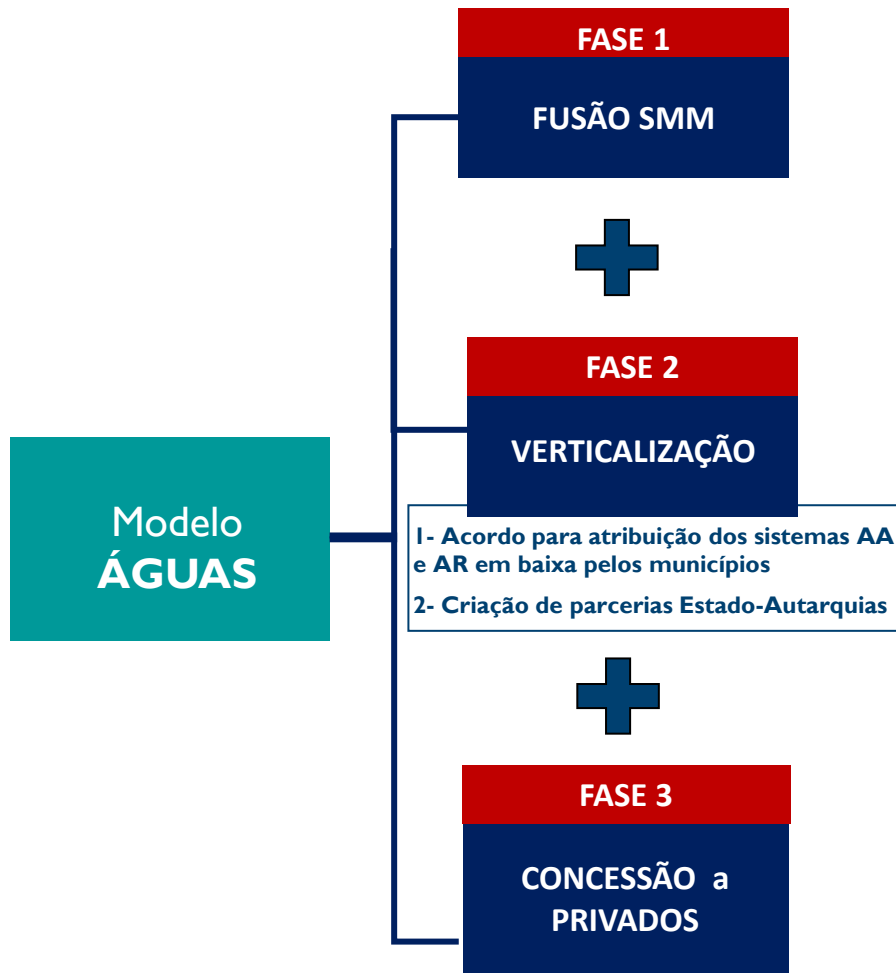 FASE 1
FUSÃO SMM
FASE 2
VERTICALIZAÇÃO
Modelo
ÁGUAS
1- Acordo para atribuição dos sistemas AA
e AR em baixa pelos municípios
2- Criação de parcerias Estado-Autarquias
FASE 3
CONCESSÃO a
PRIVADOS